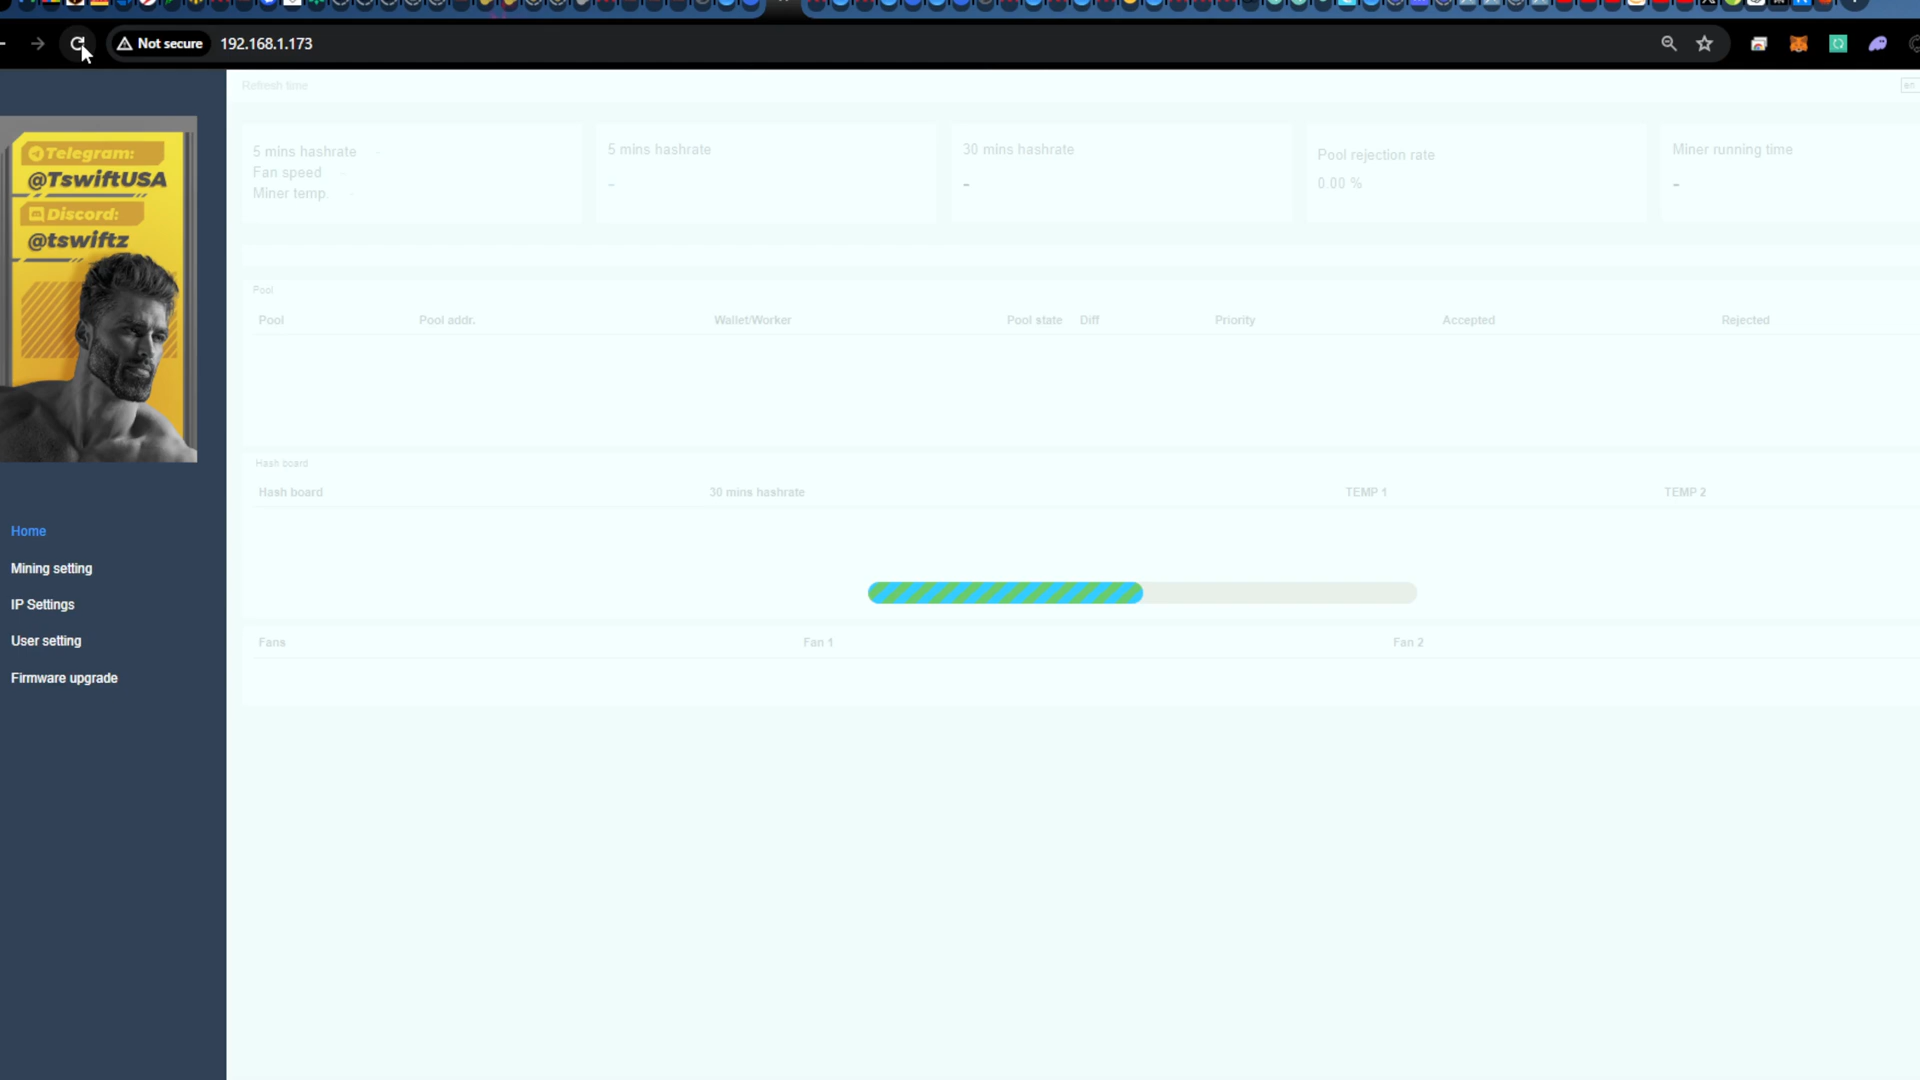 Not secure
192.168.1.173
Refresh time
en
Telegram:
@TswiftUSA
Discord:
@tswiftz
5 mins hashrate -
Fan speed -
Miner temp. -
5 mins hashrate
-
30 mins hashrate
-
Pool rejection rate
0.00 %
Miner running time
-
Pool
Pool Pool addr. Wallet/Worker Pool state Diff Priority Accepted Rejected
Hash board
Hash board 30 mins hashrate TEMP 1 TEMP 2
Fans Fan 1 Fan 2
Home
Mining setting
IP Settings
User setting
Firmware upgrade